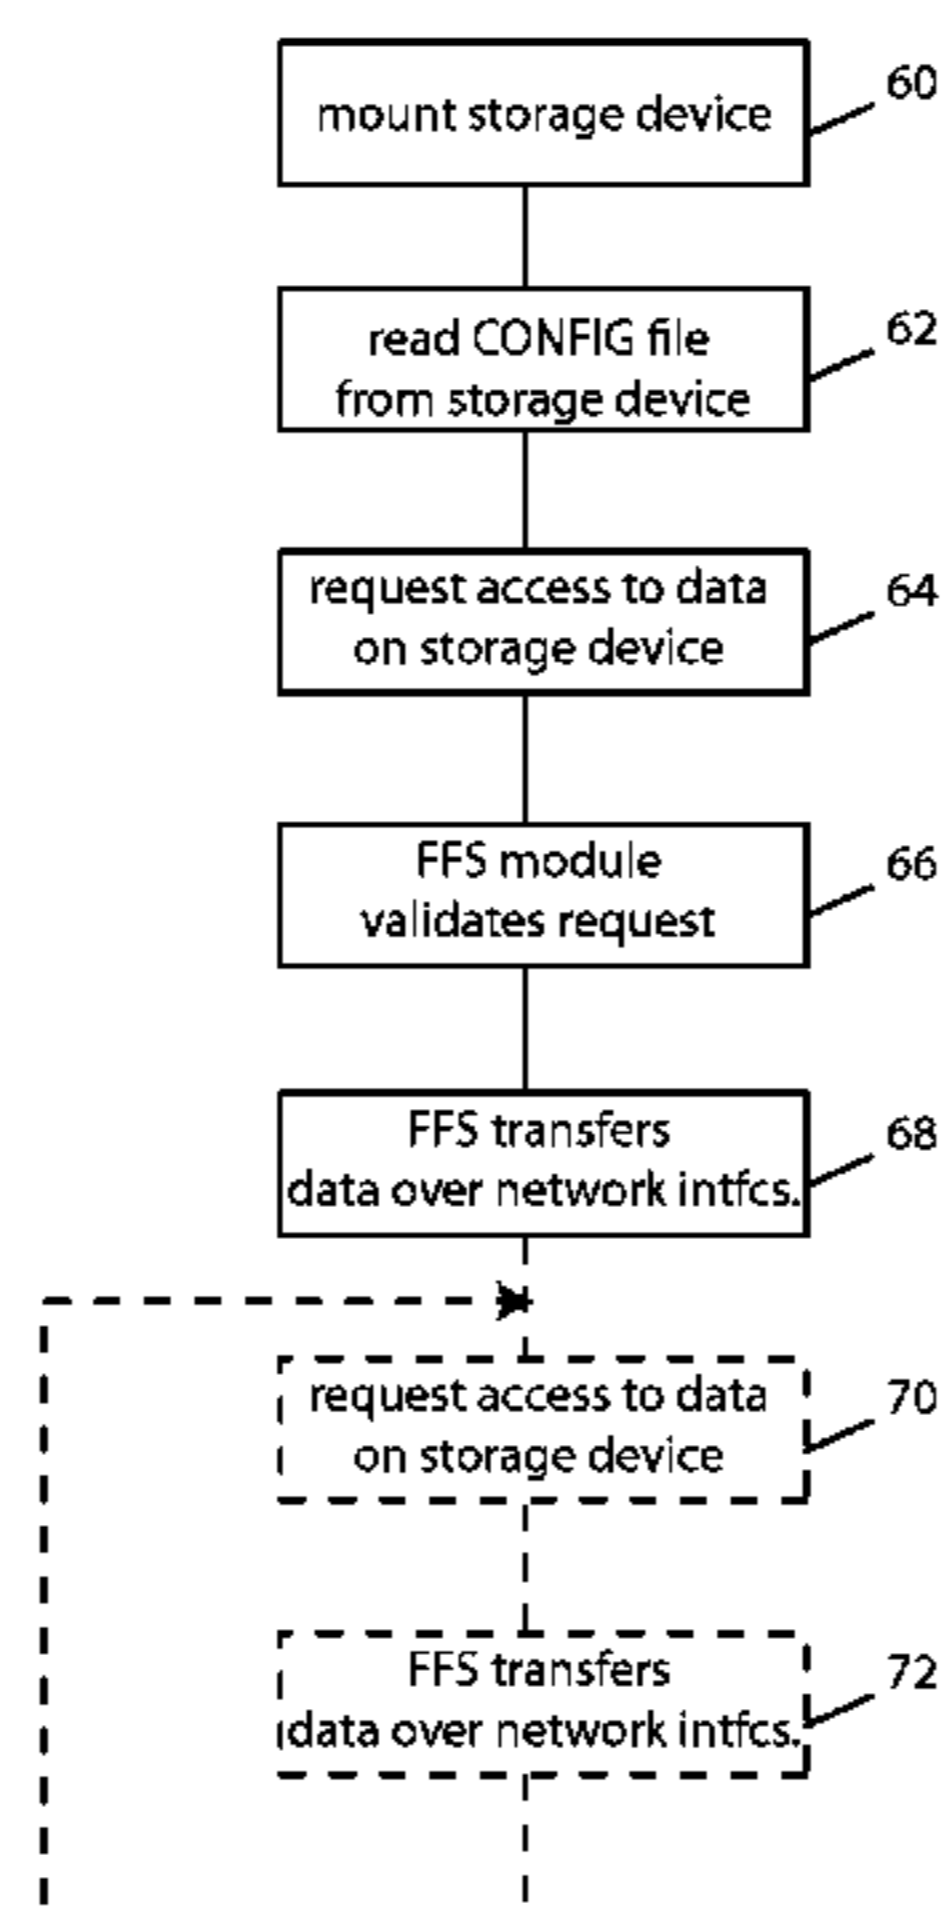 mount storage device
60
read CONFIG file
from storage device
62
request access to data
on storage device
64
FFS module
validates request
66
FFS transfers
data over network intfcs.
68
request access to data
on storage device
70
FFS transfers
data over network intfcs.
72